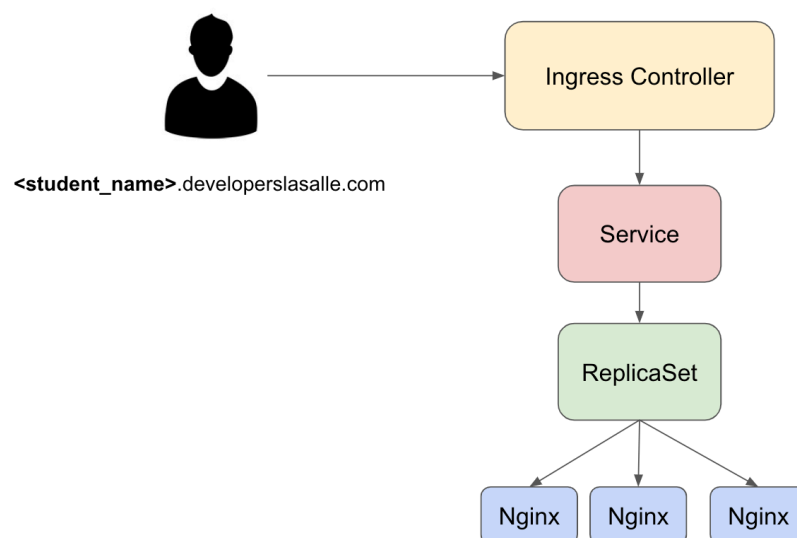 Ingress Controller
<student_name>.developerslasalle.com
Service
ReplicaSet
Nginx
Nginx
Nginx